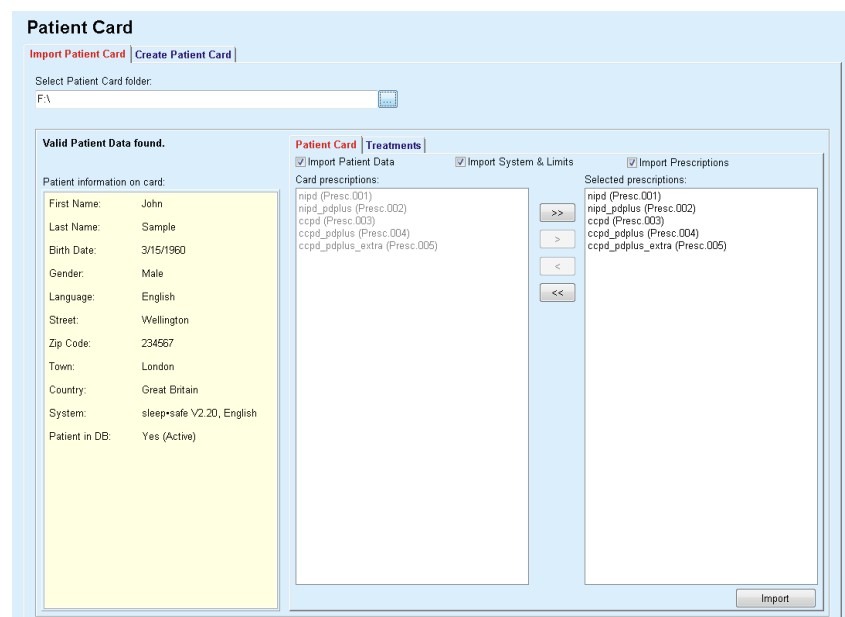 Patient Card
Import Patient Card Create Patient Card
Select Patient Card folder:
F:\
...
Valid Patient Data found.
Patient information on card:
First Name: John
Last Name: Sample
Birth Date: 3/15/1960
Gender: Male
Language: English
Street: Wellington
Zip Code: 234567
Town: London
Country: Great Britain
System: sleep•safe V2.20, English
Patient in DB: Yes (Active)
Patient Card Treatments
Import Patient Data Import System & Limits Import Prescriptions
Card prescriptions:
nipd (Presc.001)
nipd_pdplus (Presc.002)
ccpd (Presc.003)
ccpd_pdplus (Presc.004)
ccpd_pdplus_extra (Presc.005)
>>
>
<
<<
Selected prescriptions:
nipd (Presc.001)
nipd_pdplus (Presc.002)
ccpd (Presc.003)
ccpd_pdplus (Presc.004)
ccpd_pdplus_extra (Presc.005)
Import